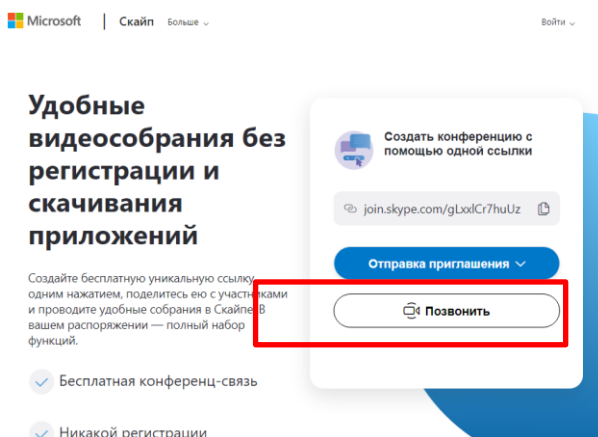 Microsoft Скайп Больше Войти
Удобные
видеособрания без
регистрации и
скачивания
приложений
Создайте бесплатную уникальную ссылку
одним нажатием, поделитесь ею с участниками
и проводите удобные собрания в Скайпе. В
вашем распоряжении — полный набор
функций.
Бесплатная конференц-связь
Никакой регистрации
Создать конференцию с
помощью одной ссылки
join.skype.com/gLxxlCr7huUz
Отправка приглашения
Позвонить